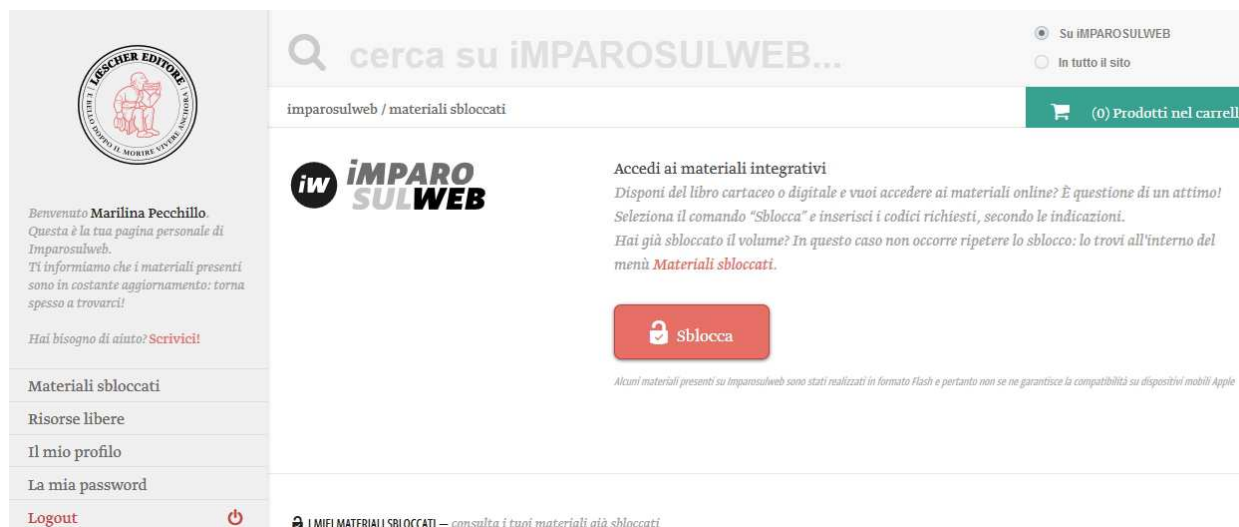 LŒSCHER EDITORE
E BELLO DOPPO IL MORIRE VIVERE ANCHORA
Benvenuto Marilina Pecchillo.
Questa è la tua pagina personale di
Imparosulweb.
Ti informiamo che i materiali presenti
sono in costante aggiornamento: torna
spesso a trovarci!
Hai bisogno di aiuto? Scrivici!
Materiali sbloccati
Risorse libere
Il mio profilo
La mia password
Logout
cerca su iMPAROSULWEB...
Su iMPAROSULWEB
In tutto il sito
imparosulweb / materiali sbloccati
(0) Prodotti nel carrell
iw iMPARO
SULWEB
Accedi ai materiali integrativi
Disponi del libro cartaceo o digitale e vuoi accedere ai materiali online? È questione di un attimo!
Seleziona il comando "Sblocca" e inserisci i codici richiesti, secondo le indicazioni.
Hai già sbloccato il volume? In questo caso non occorre ripetere lo sblocco: lo trovi all'interno del
menù Materiali sbloccati.
Sblocca
Alcuni materiali presenti su Imparosulweb sono stati realizzati in formato Flash e pertanto non se ne garantisce la compatibilità su dispositivi mobili Apple
I MIEI MATERIALI SBLOCCATI – consulta i tuoi materiali già sbloccati